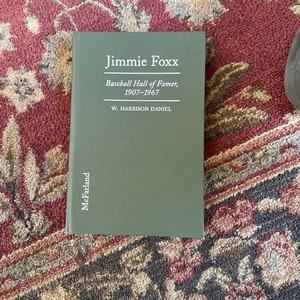 Jimmie Foxx
Baseball Hall of Famer,
1907–1967
W. HARRISON DANIEL
McFarland